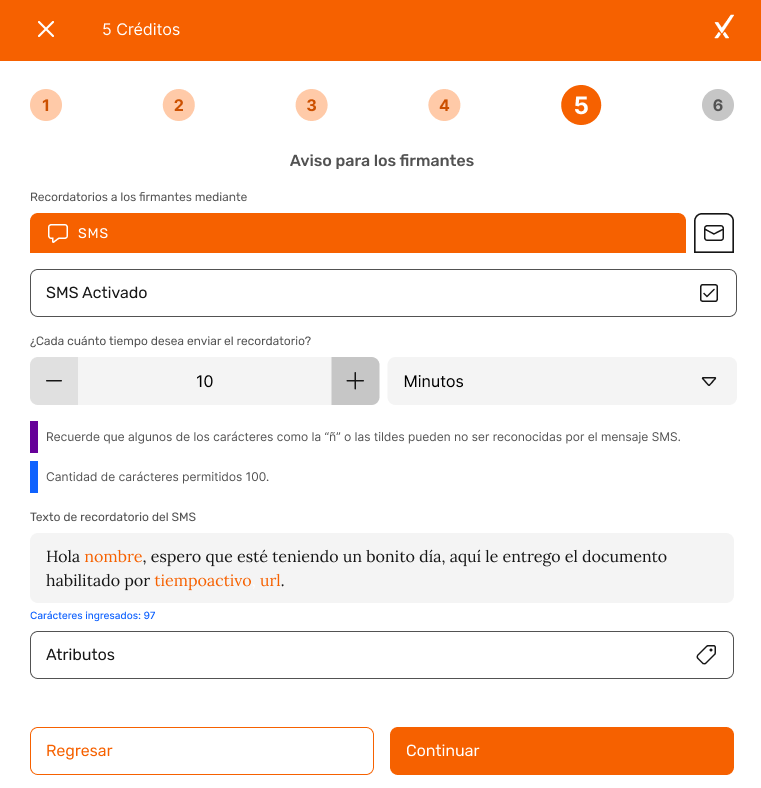 5 Créditos
1 2 3 4 5 6
Aviso para los firmantes
Recordatorios a los firmantes mediante
SMS
SMS Activado
¿Cada cuánto tiempo desea enviar el recordatorio?
10 Minutos
Recuerde que algunos de los carácteres como la “ñ” o las tildes pueden no ser reconocidas por el mensaje SMS.
Cantidad de carácteres permitidos 100.
Texto de recordatorio del SMS
Hola nombre, espero que esté teniendo un bonito día, aquí le entrego el documento
habilitado por tiempoactivo url.
Carácteres ingresados: 97
Atributos
Regresar Continuar